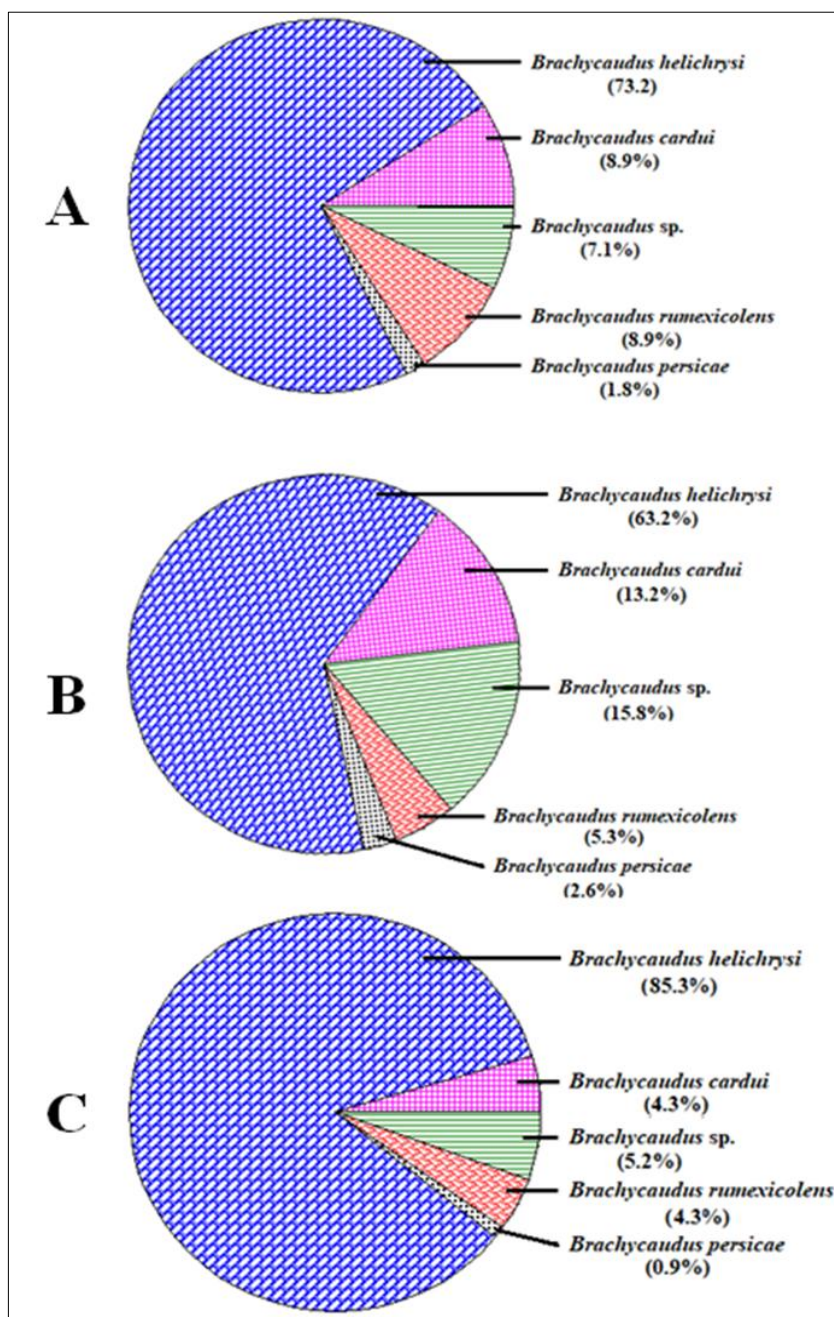 A
Brachycaudus helichrysi
(73.2)
Brachycaudus cardui
(8.9%)
Brachycaudus sp.
(7.1%)
Brachycaudus rumexicolens
(8.9%)
Brachycaudus persicae
(1.8%)
B
Brachycaudus helichrysi
(63.2%)
Brachycaudus cardui
(13.2%)
Brachycaudus sp.
(15.8%)
Brachycaudus rumexicolens
(5.3%)
Brachycaudus persicae
(2.6%)
C
Brachycaudus helichrysi
(85.3%)
Brachycaudus cardui
(4.3%)
Brachycaudus sp.
(5.2%)
Brachycaudus rumexicolens
(4.3%)
Brachycaudus persicae
(0.9%)